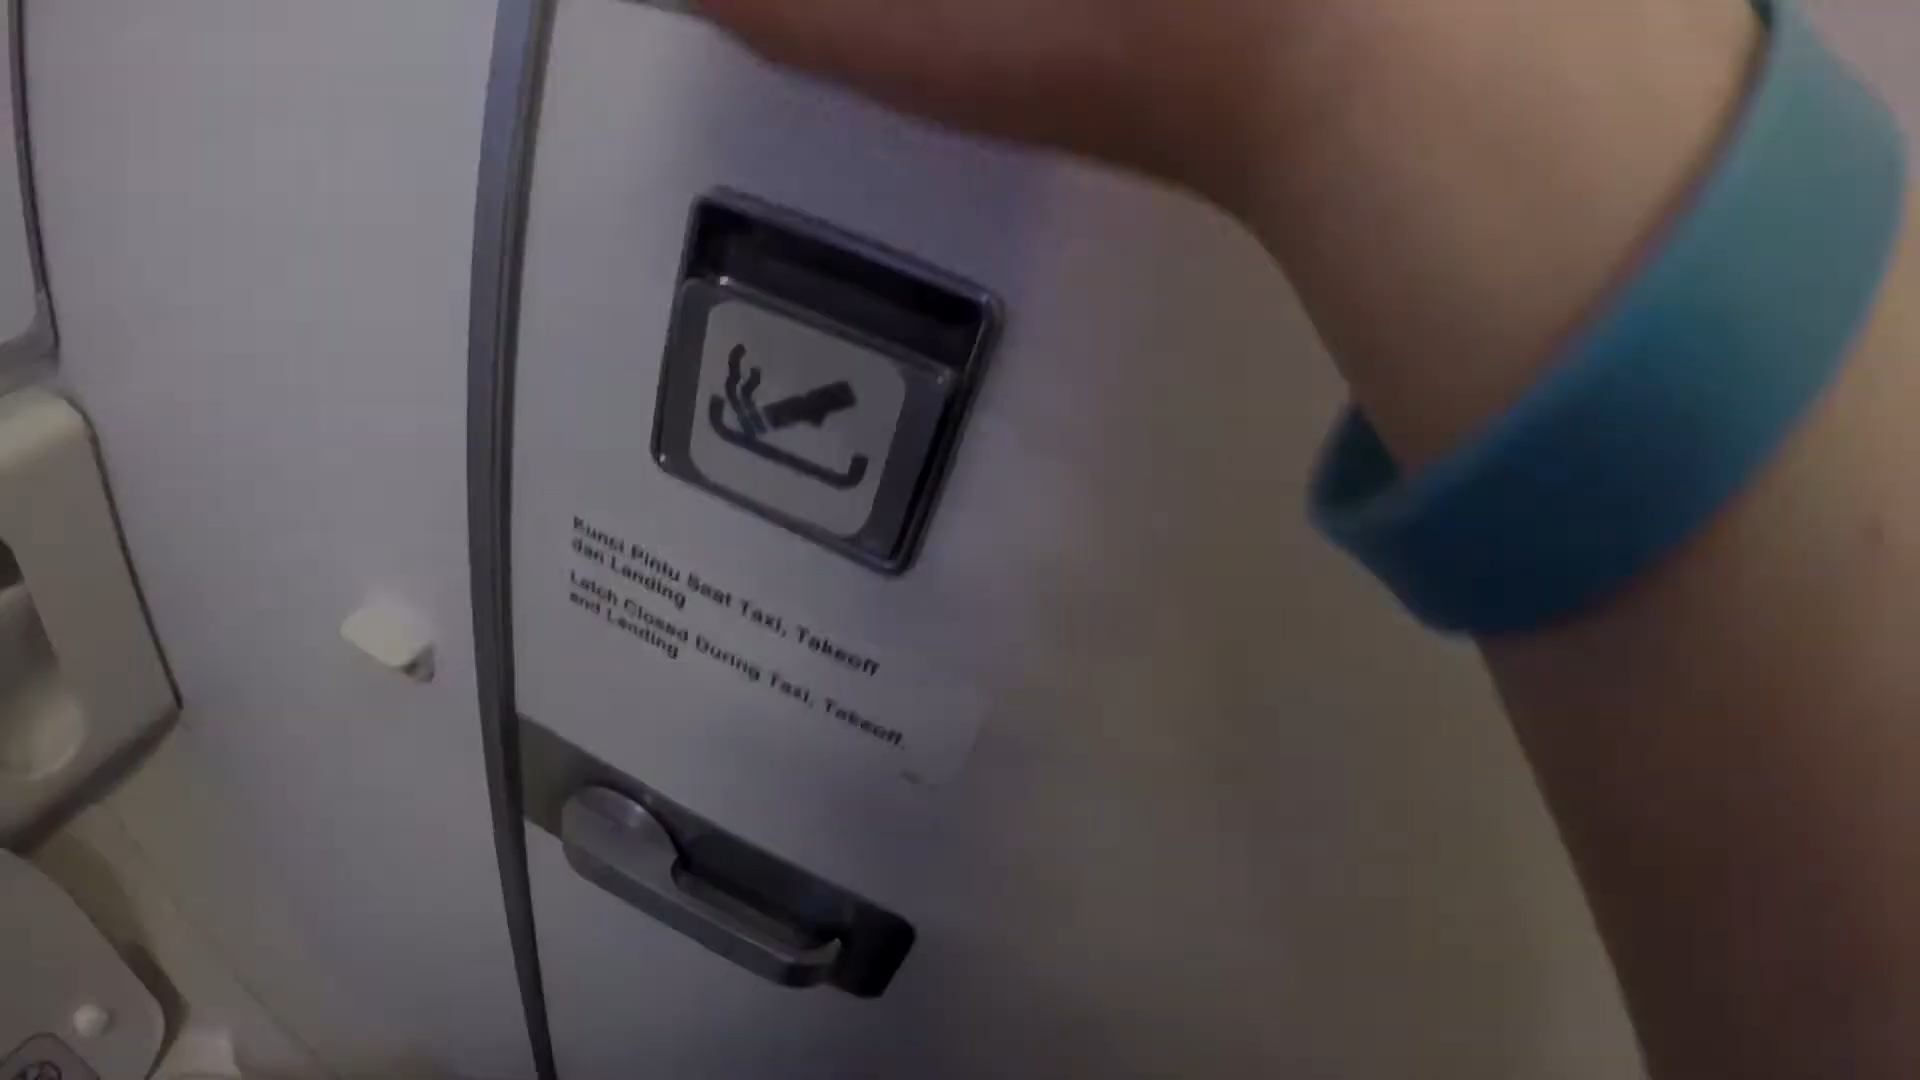 Kunci Pintu Saat Taxi, Takeoff
dan Landing
Latch Closed During Taxi, Takeoff,
and Landing